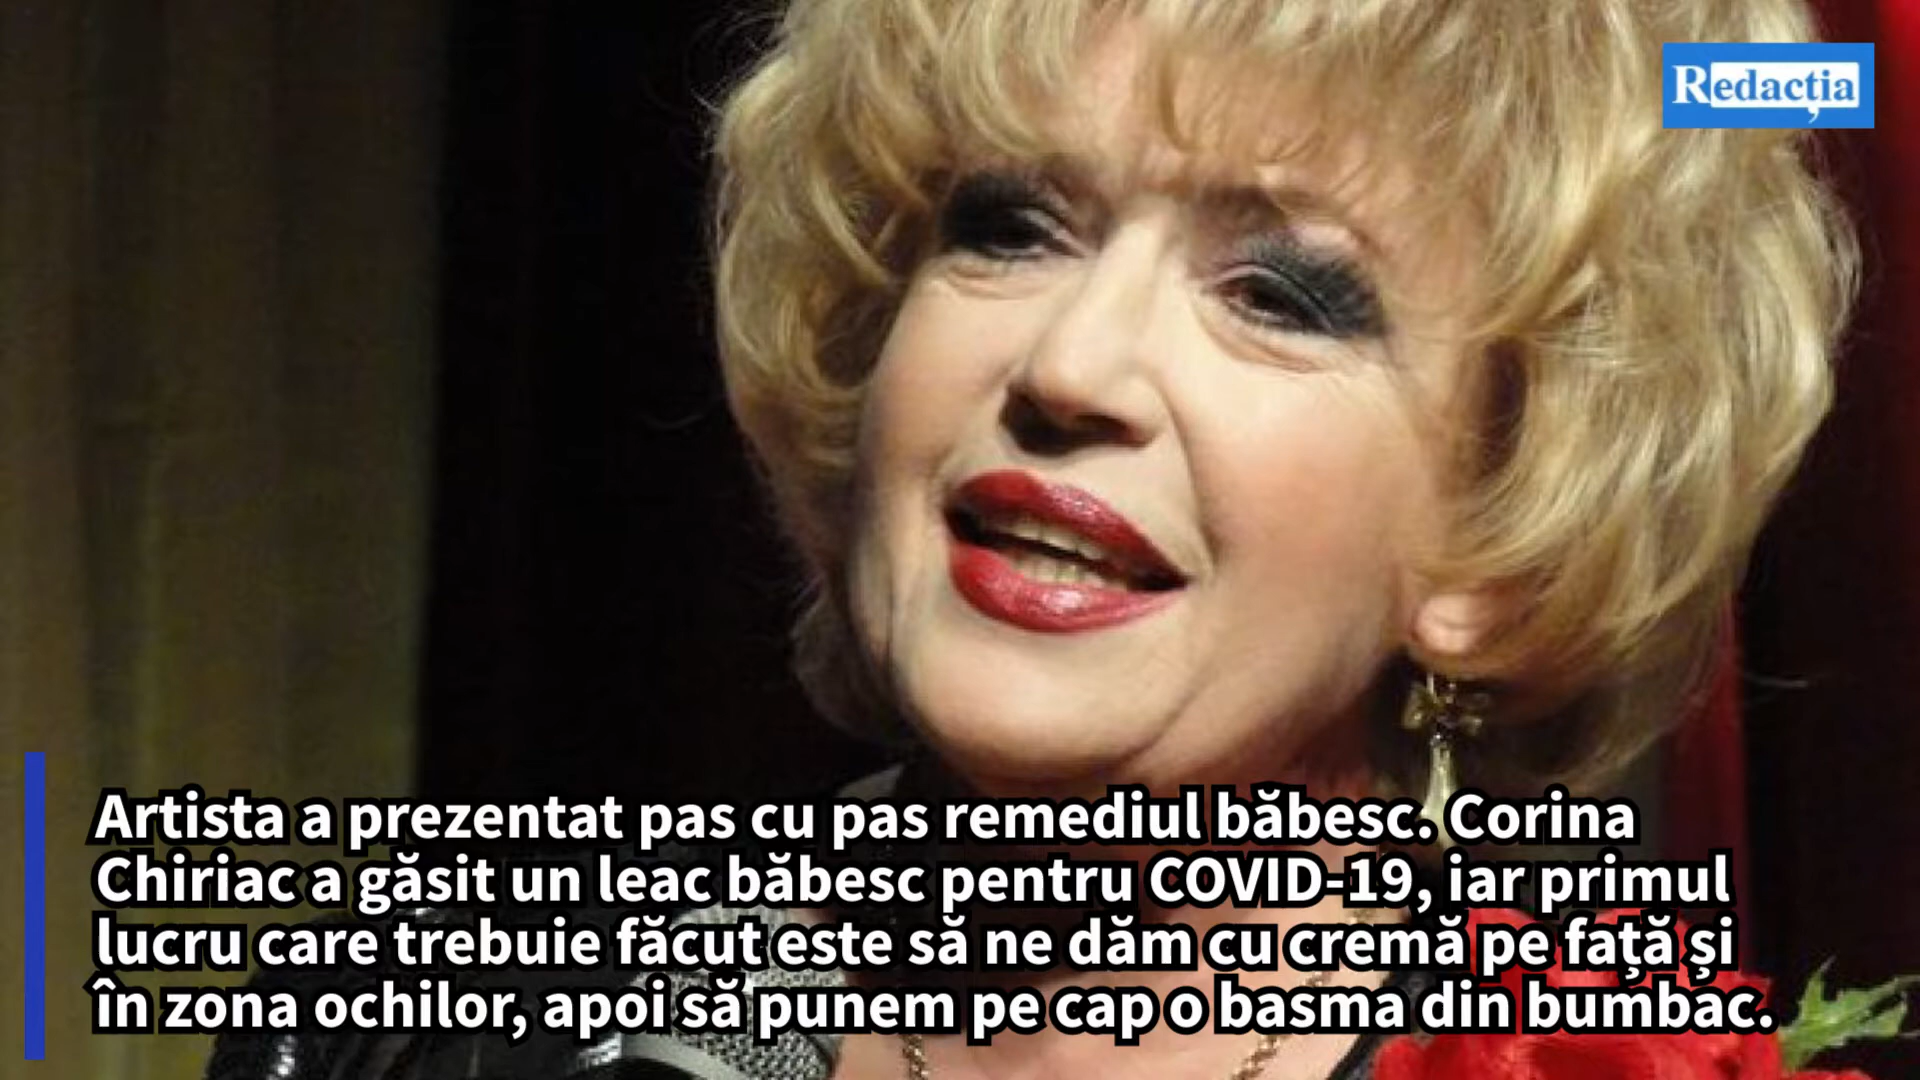 Redacția
Artista a prezentat pas cu pas remediul băbesc. Corina
Chiriac a găsit un leac băbesc pentru COVID-19, iar primul
lucru care trebuie făcut este să ne dăm cu cremă pe față și
în zona ochilor, apoi să punem pe cap o basma din bumbac.